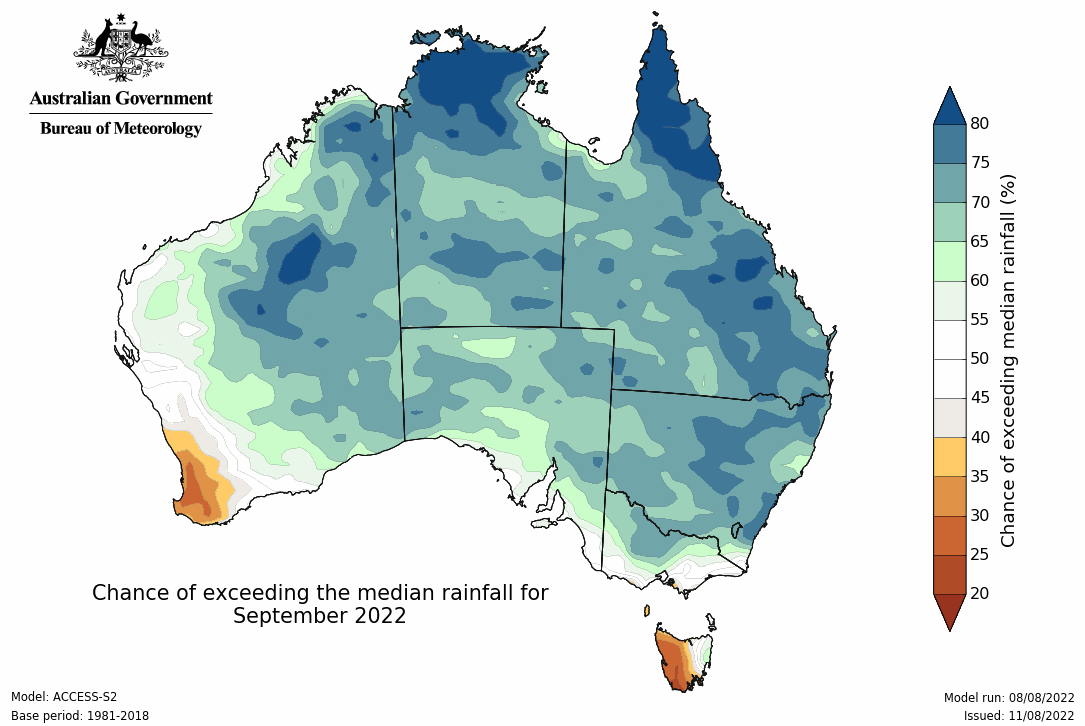 Australian Government
Bureau of Meteorology
80
75
70
65
60
55
50
45
40
35
30
25
20
Chance of exceeding median rainfall (%)
Chance of exceeding the median rainfall for
September 2022
Model: ACCESS-S2
Base period: 1981-2018
Model run: 08/08/2022
Issued: 11/08/2022